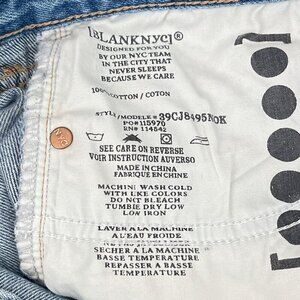 [BLANKNYC]®
DESIGNED FOR YOU
BY OUR NYC TEAM
IN THE CITY THAT
NEVER SLEEPS
BECAUSE WE CARE
100% COTTON / COTON
STYLE/MODELE # 39CJ8495NOK
PO# 115970
RN# 114542
SEE CARE ON REVERSE
VOIR INSTRUCTION AUVERSO
MADE IN CHINA
FABRIQUE EN CHINE
MACHINE WASH COLD
WITH LIKE COLORS
DO NOT BLEACH
TUMBLE DRY LOW
LOW IRON
LAVER A LA MACHINE
A L'EAU FROIDE
SECHER A LA MACHINE A
BASSE TEMPERATURE
REPASSER A BASSE
TEMPERATURE
NYC